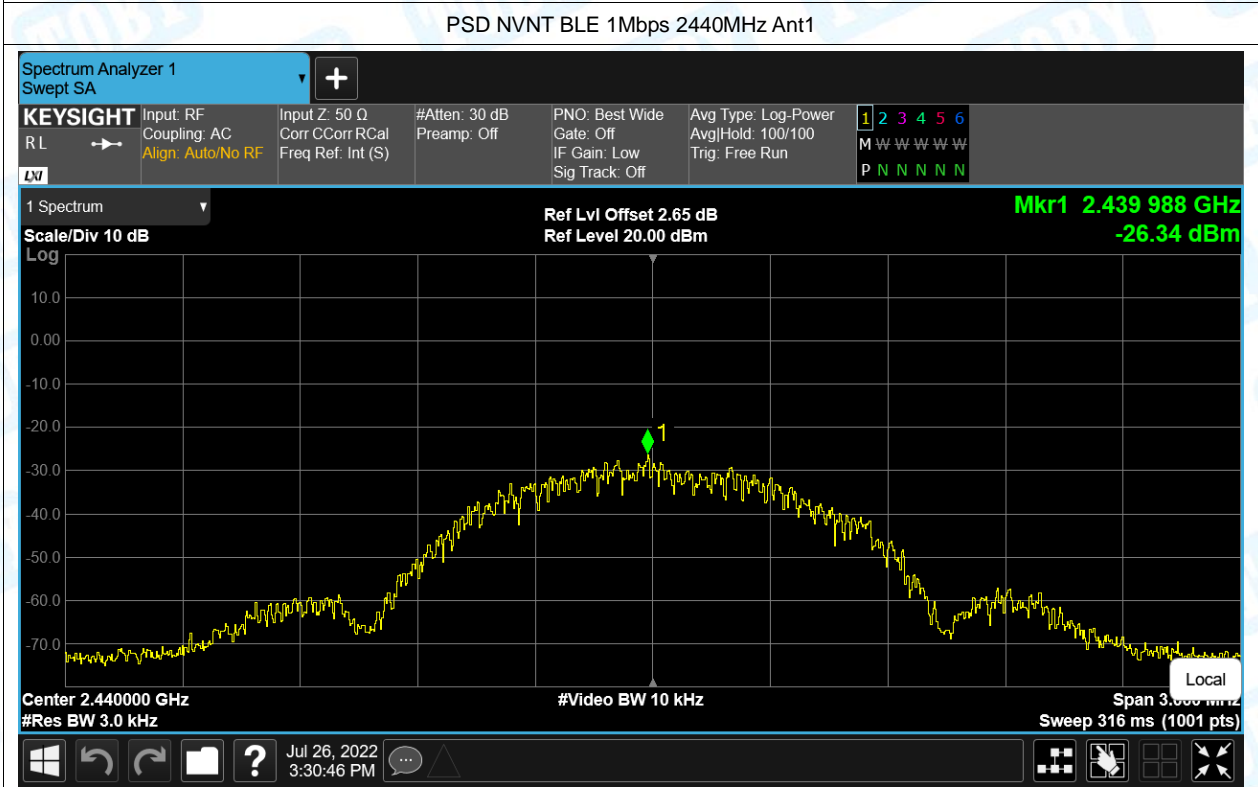 PSD NVNT BLE 1Mbps 2440MHz Ant1
Spectrum Analyzer 1
Swept SA
KEYSIGHT Input: RF Input Z: 50 Ω #Atten: 30 dB PNO: Best Wide Avg Type: Log-Power 1 2 3 4 5 6
RL Coupling: AC Corr CCorr RCal Preamp: Off Gate: Off Avg|Hold: 100/100 M W W W W W
Align: Auto/No RF Freq Ref: Int (S) IF Gain: Low Trig: Free Run
LXI Sig Track: Off P N N N N N
1 Spectrum Ref Lvl Offset 2.65 dB Mkr1 2.439 988 GHz
Scale/Div 10 dB Ref Level 20.00 dBm -26.34 dBm
Log
10.0
0.00
-10.0
-20.0
1
-30.0
-40.0
-50.0
-60.0
-70.0
Local
Center 2.440000 GHz #Video BW 10 kHz Span
#Res BW 3.0 kHz Sweep 316 ms (1001 pts)
? Jul 26, 2022
3:30:46 PM